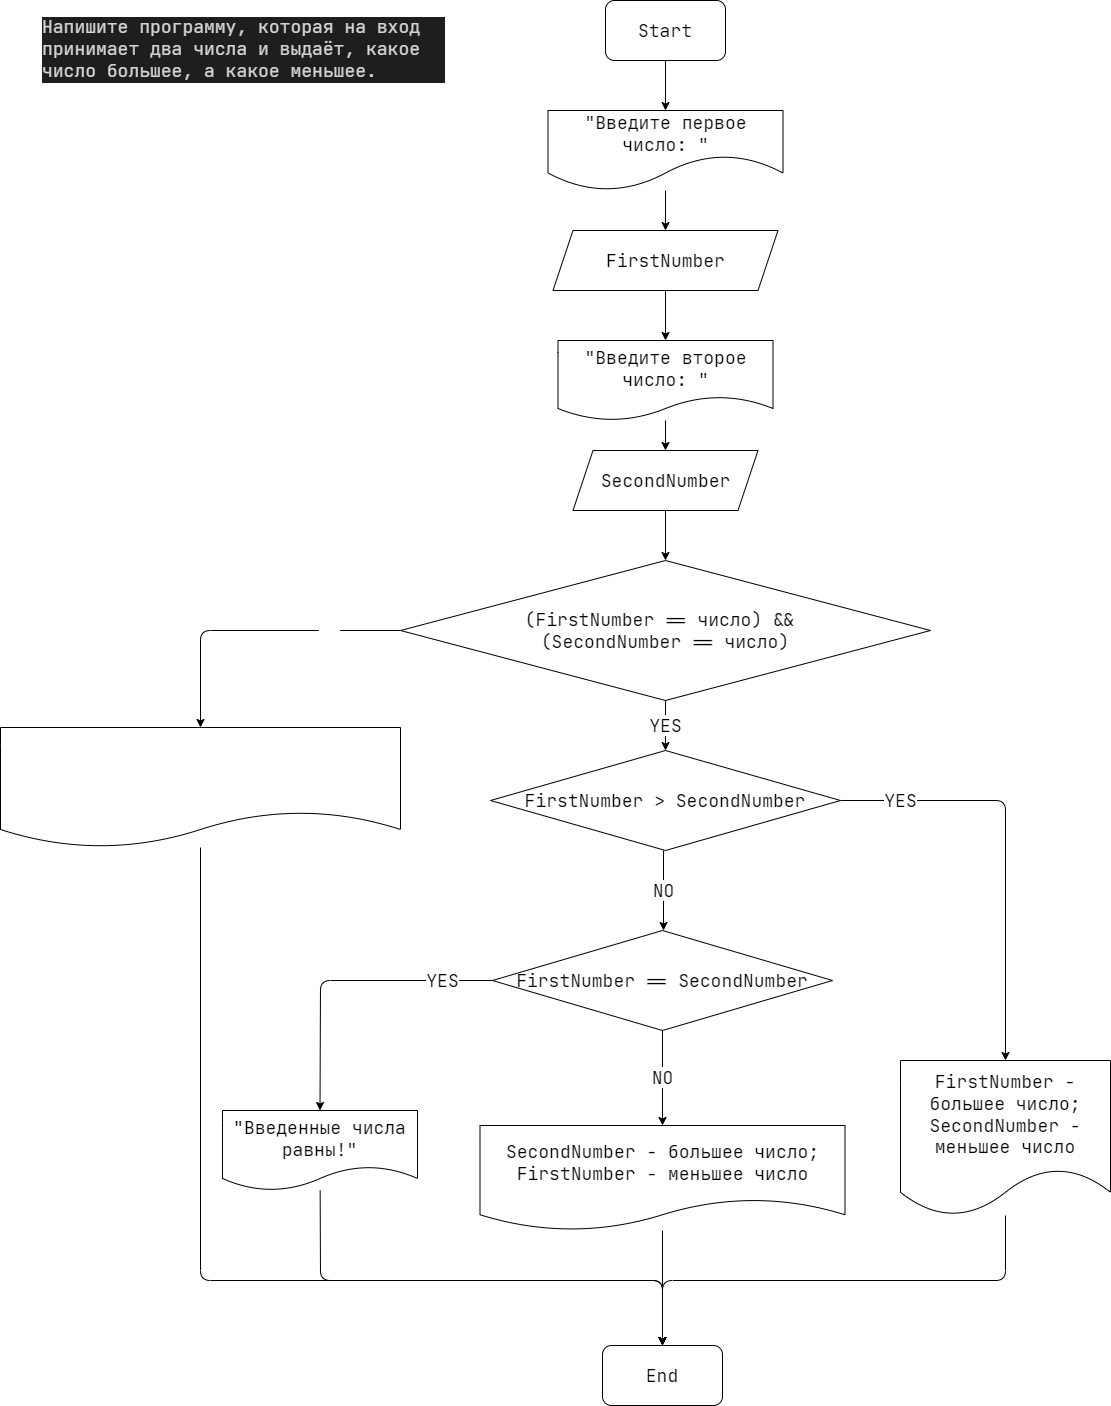 Напишите программу, которая на вход
принимает два числа и выдаёт, какое
число большее, а какое меньшее.
Start
"Введите первое
число: "
FirstNumber
"Введите второе
число: "
SecondNumber
(FirstNumber == число) &&
(SecondNumber == число)
YES
FirstNumber > SecondNumber
YES
NO
FirstNumber == SecondNumber
YES
NO
"Введенные числа
равны!"
SecondNumber - большее число;
FirstNumber - меньшее число
FirstNumber -
большее число;
SecondNumber -
меньшее число
End